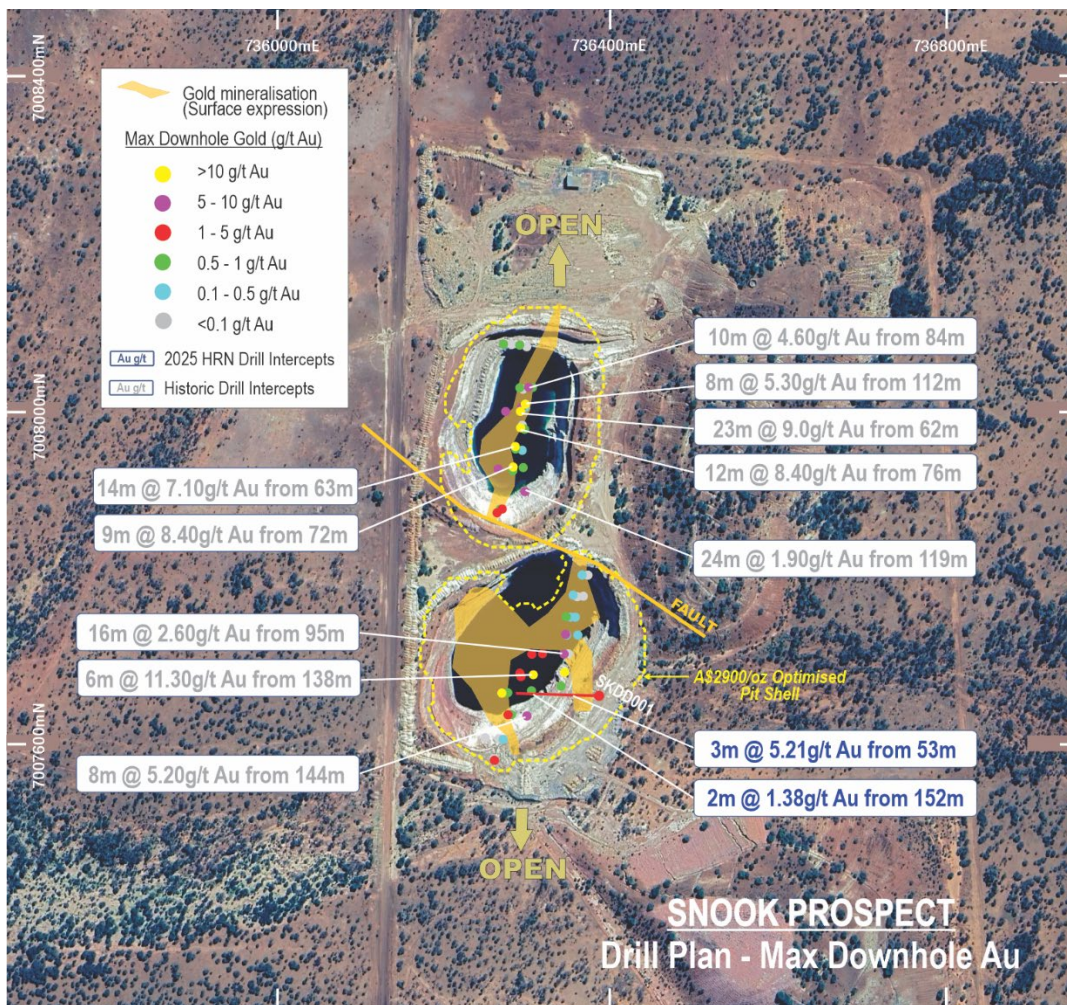 736000mE
736400mE
736800mE
7008400mN
7008000mN
7007600mN
Gold mineralisation
(Surface expression)
Max Downhole Gold (g/t Au)
>10 g/t Au
5 - 10 g/t Au
1 - 5 g/t Au
0.5 - 1 g/t Au
0.1 - 0.5 g/t Au
<0.1 g/t Au
Au g/t 2025 HRN Drill Intercepts
Au g/t Historic Drill Intercepts
OPEN
10m @ 4.60g/t Au from 84m
8m @ 5.30g/t Au from 112m
23m @ 9.0g/t Au from 62m
12m @ 8.40g/t Au from 76m
14m @ 7.10g/t Au from 63m
9m @ 8.40g/t Au from 72m
24m @ 1.90g/t Au from 119m
FAULT
16m @ 2.60g/t Au from 95m
6m @ 11.30g/t Au from 138m
A$2900/oz Optimised
Pit Shell
SKDD001
3m @ 5.21g/t Au from 53m
8m @ 5.20g/t Au from 144m
2m @ 1.38g/t Au from 152m
OPEN
SNOOK PROSPECT
Drill Plan - Max Downhole Au